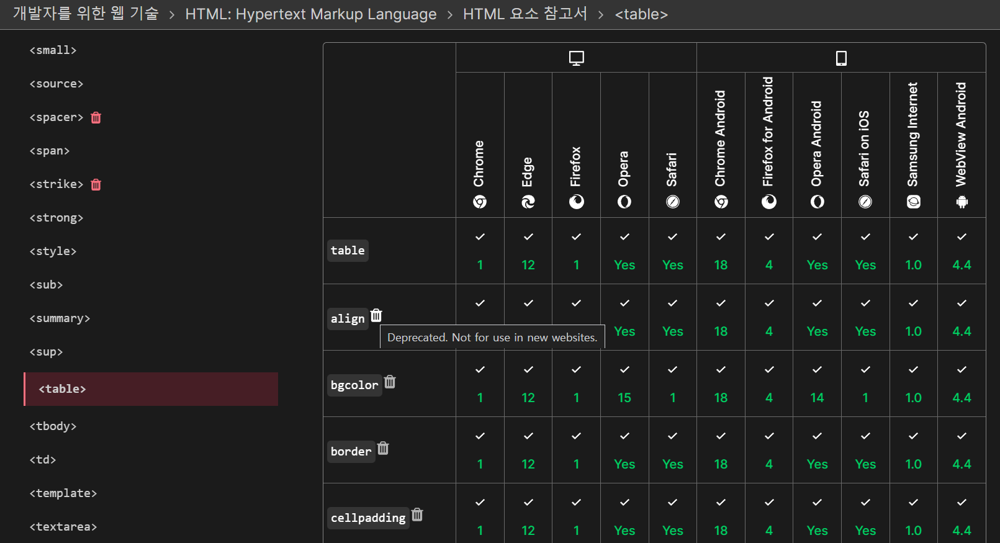 개발자를 위한 웹 기술 > HTML: Hypertext Markup Language > HTML 요소 참고서 > <table>
<small>
<source>
<spacer>
<span>
<strike>
<strong>
<style>
<sub>
<summary>
<sup>
<table>
<tbody>
<td>
<template>
<textarea>
Chrome Edge Firefox Opera Safari Chrome Android Firefox for Android Opera Android Safari on iOS Samsung Internet WebView Android
table
1 12 1 Yes Yes 18 4 Yes Yes 1.0 4.4
align
Deprecated. Not for use in new websites.
Yes Yes 18 4 Yes Yes 1.0 4.4
bgcolor
1 12 1 15 1 18 4 14 1 1.0 4.4
border
1 12 1 Yes Yes 18 4 Yes Yes 1.0 4.4
cellpadding
1 12 1 Yes Yes 18 4 Yes Yes 1.0 4.4